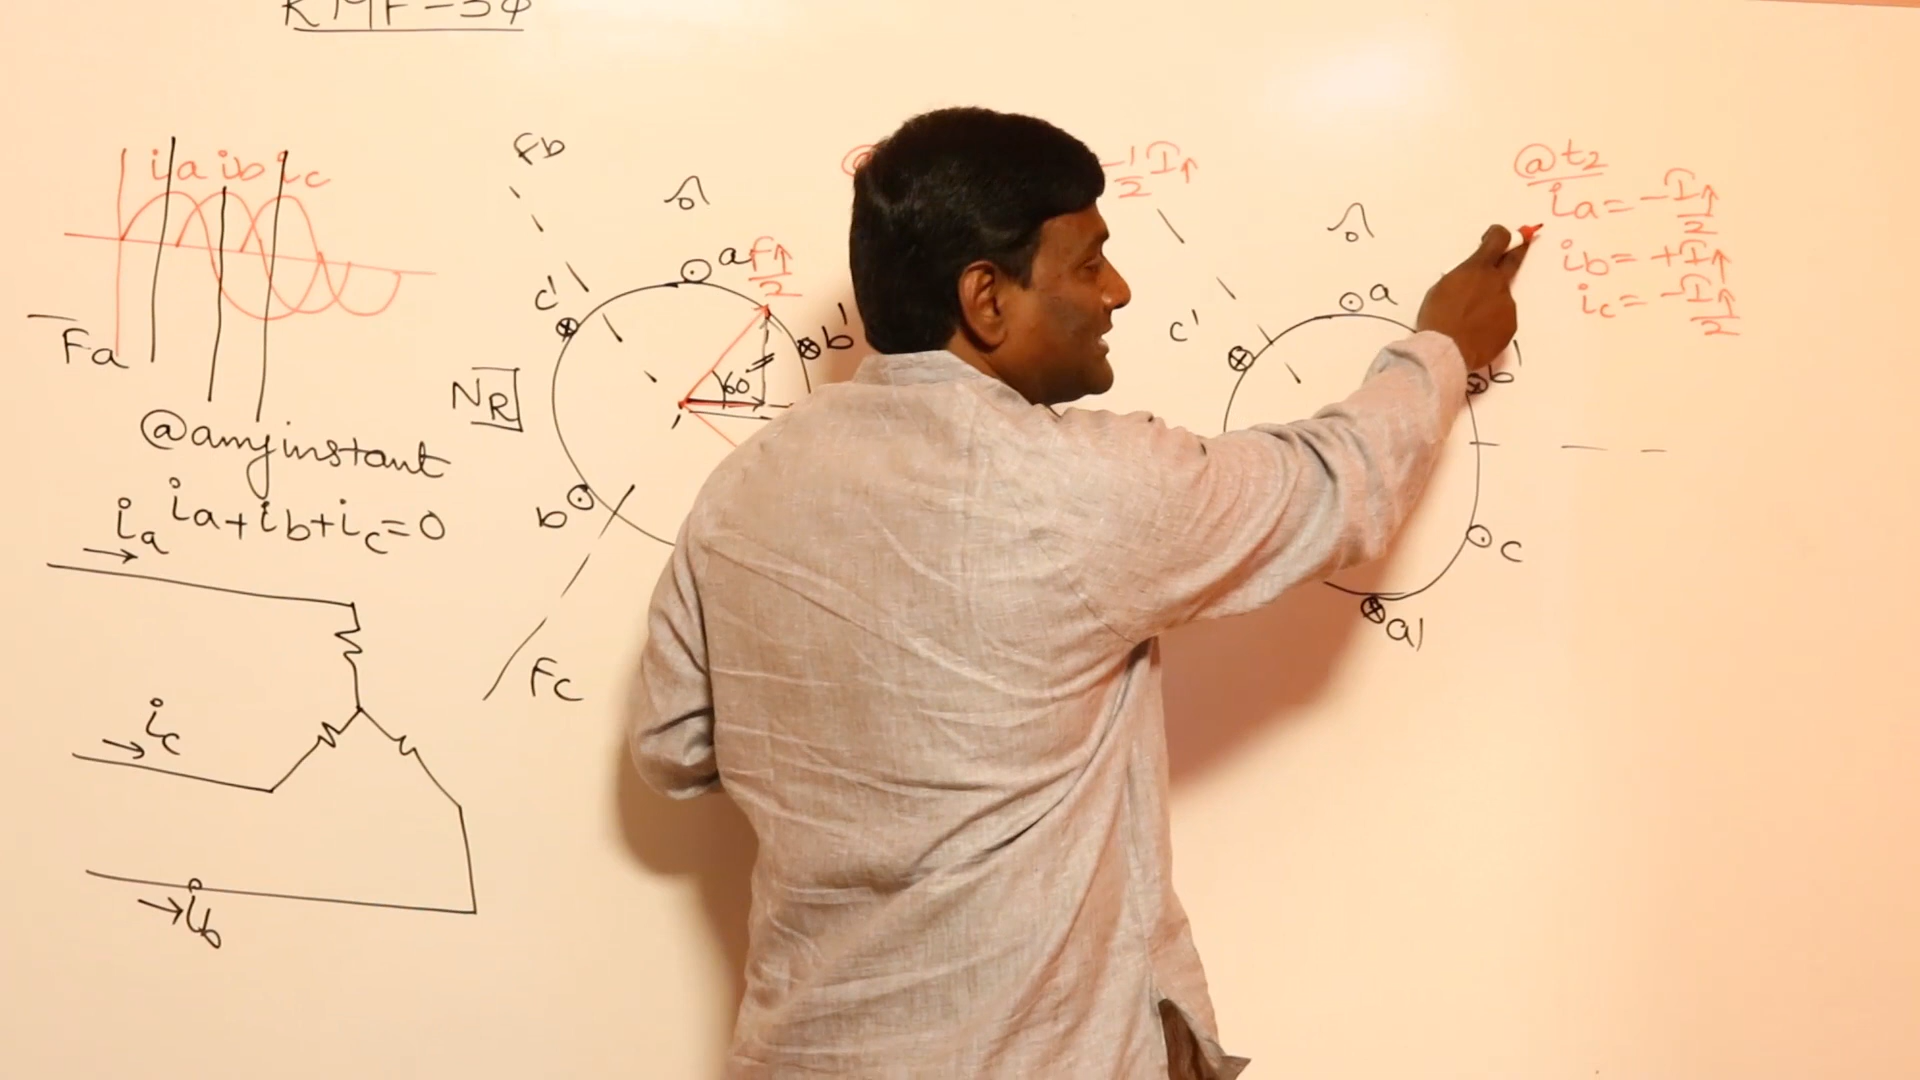 RMF-3φ
ia ib ic
Fa
@any instant
ia+ib+ic=0
ia
ic
ib
Fb
a
c'
b'
F↑/2
60°
NR
b
Fc
-1/2 I↑
a
c'
b'
c
a'
@t2
ia=-I↑/2
ib=+I↑
ic=-I↑/2